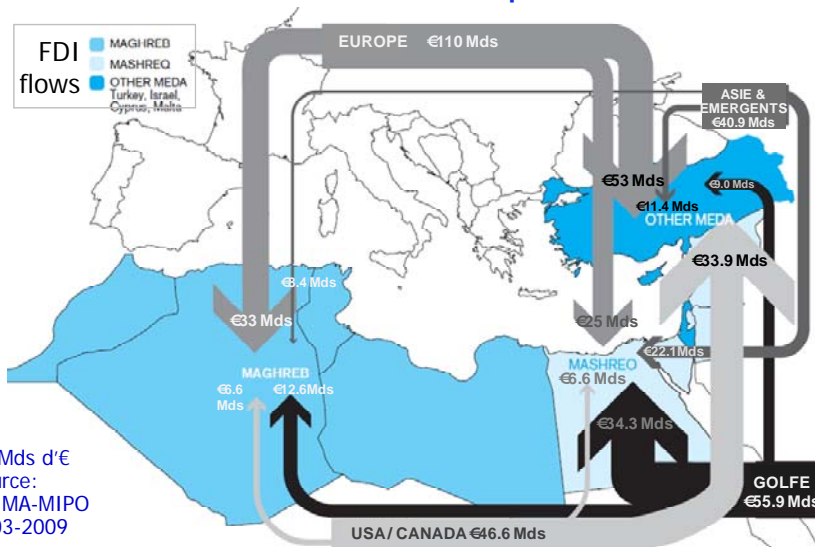 FDI
flows
MAGHREB
MASHREQ
OTHER MEDA
Turkey, Israel,
Cyprus, Malta
EUROPE €110 Mds
ASIE &
EMERGENTS
€40.9 Mds
€53 Mds
€9.0 Mds
€11.4 Mds
OTHER MEDA
€33.9 Mds
€8.4 Mds
€33 Mds
€25 Mds
€22.1Mds
MAGHREB
€6.6
Mds
€12.6Mds
MASHREQ
€6.6 Mds
€34.3 Mds
Mds d'€
urce:
MA-MIPO
03-2009
GOLFE
€55.9 Mds
USA/ CANADA €46.6 Mds